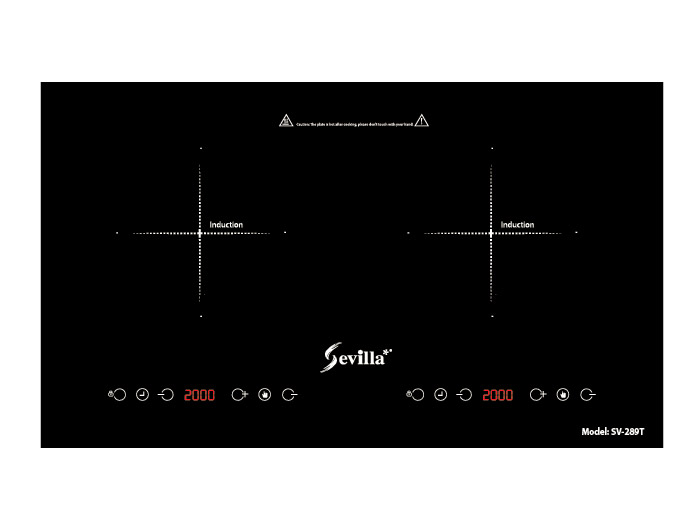 Caution: The plate is hot after cooking, please don't touch with your hand!
Induction
Induction
Sevilla
2000
2000
Model: SV-289T